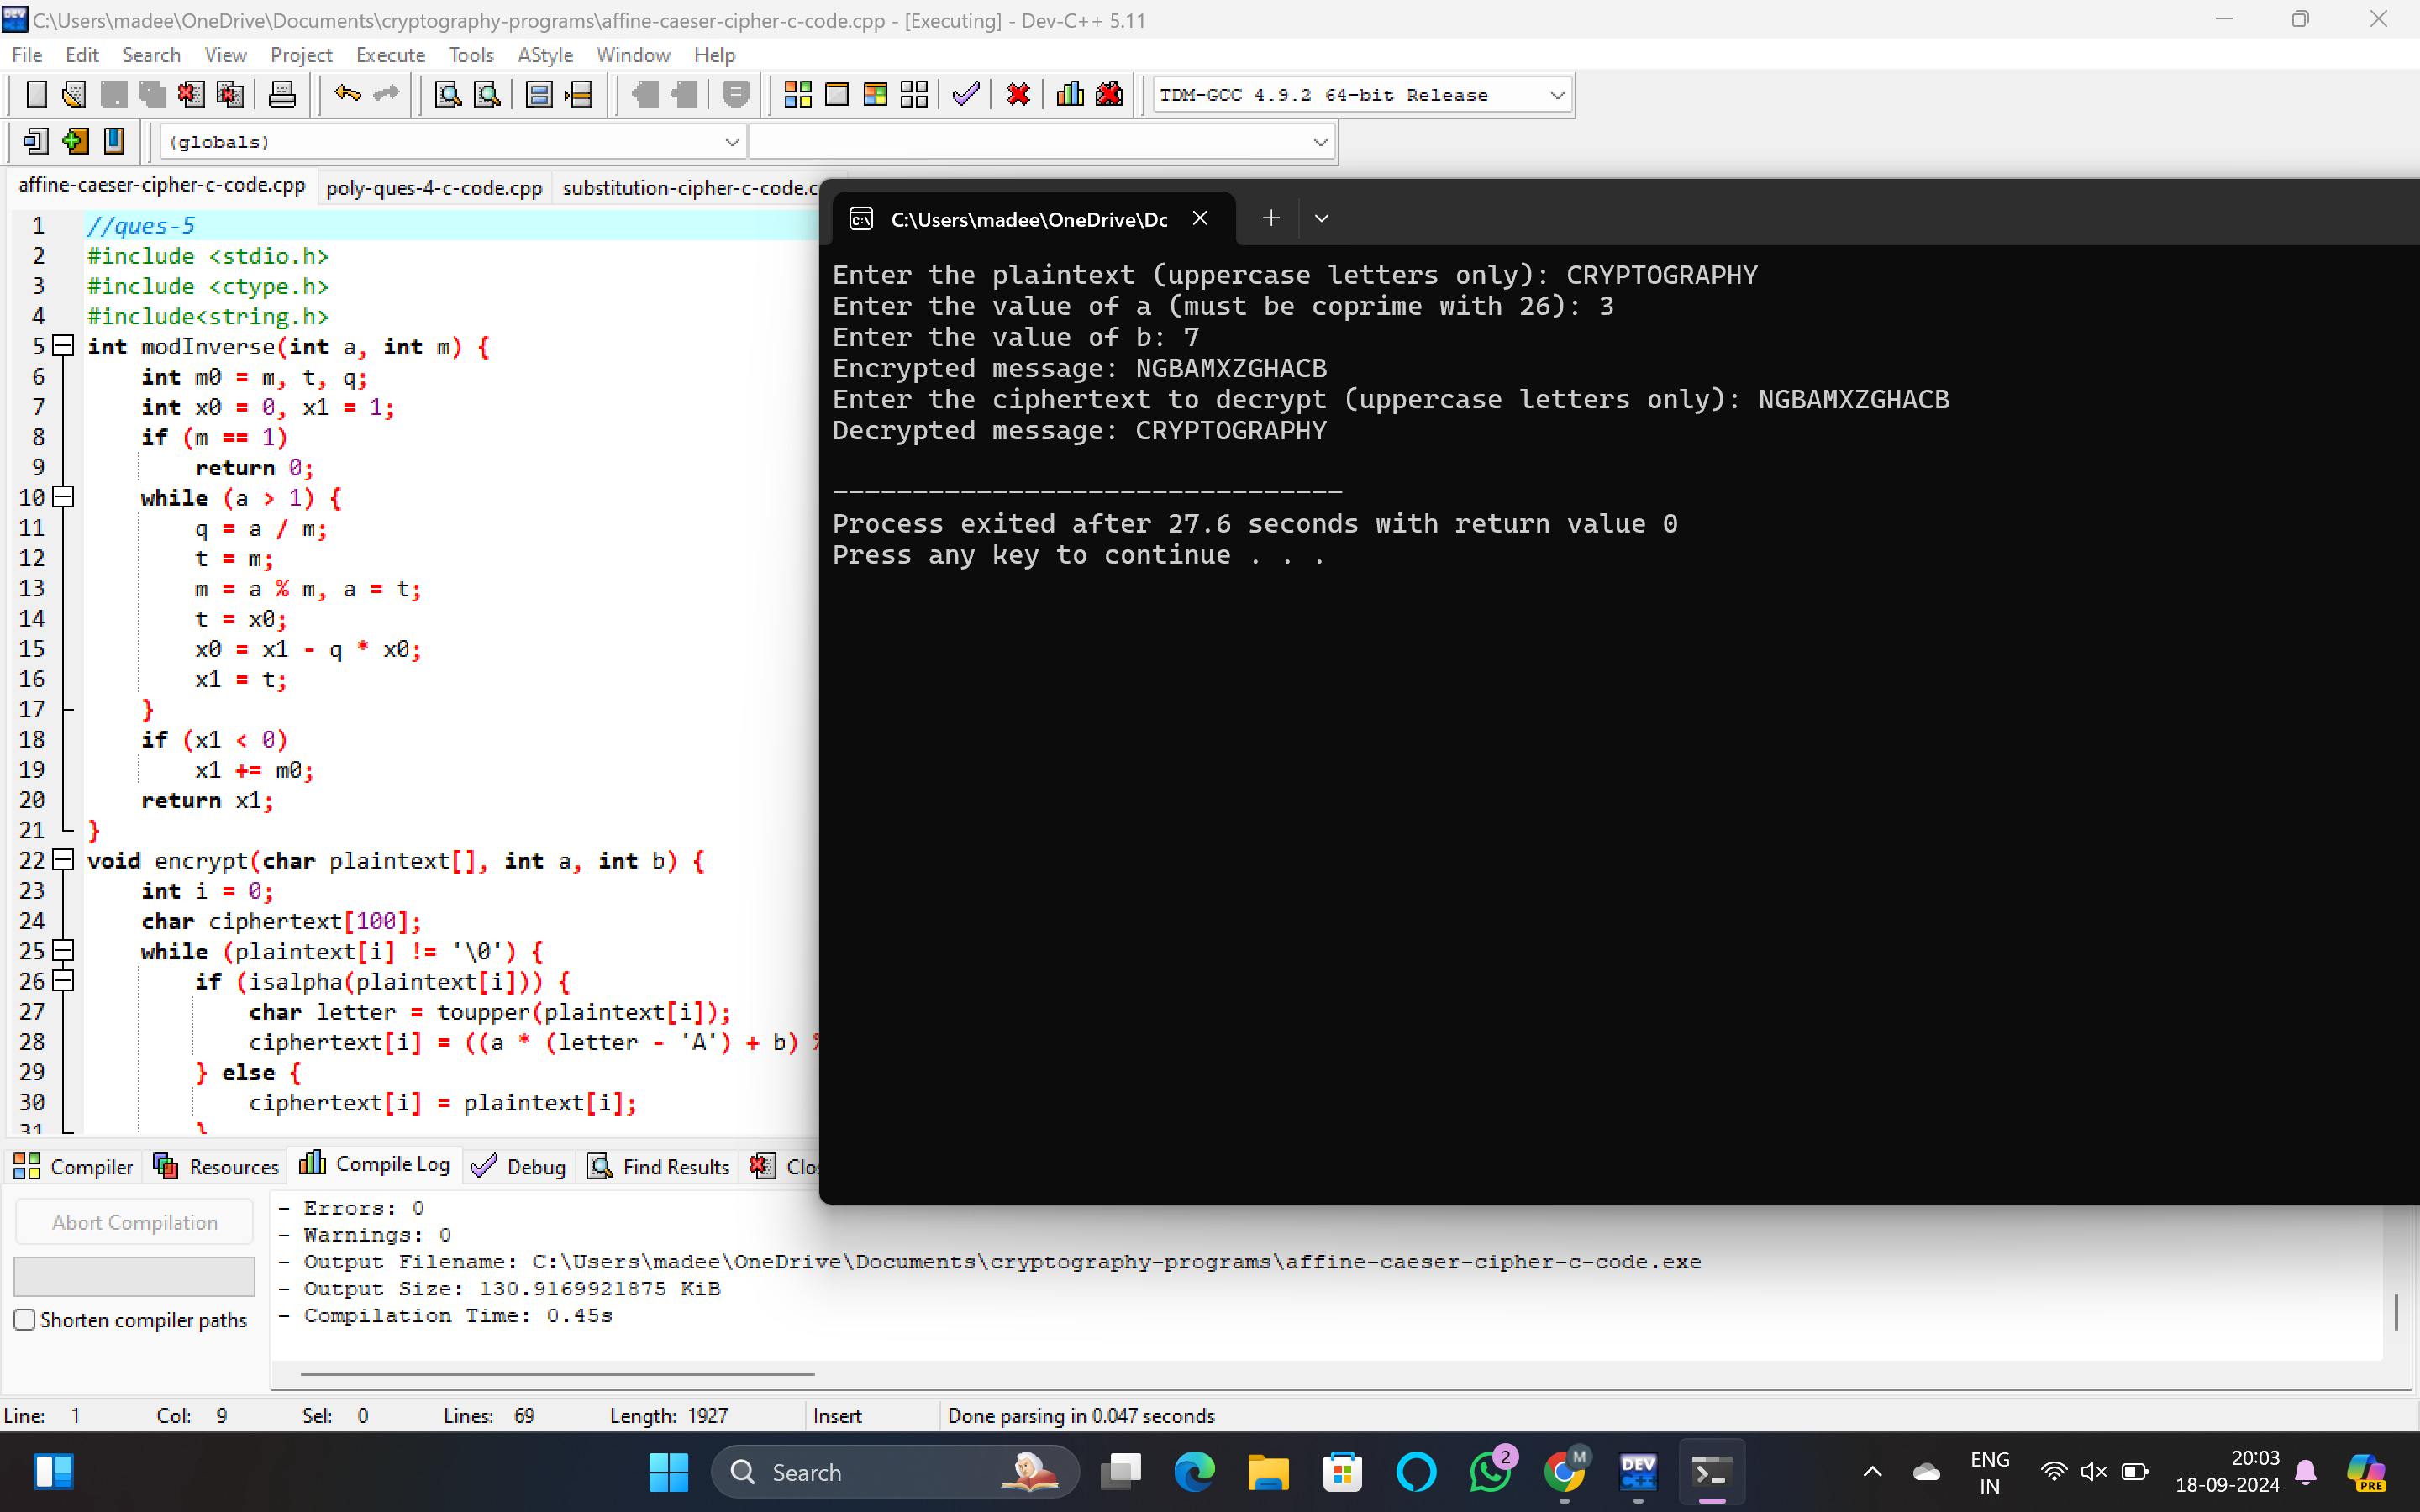 C:\Users\madee\OneDrive\Documents\cryptography-programs\affine-caeser-cipher-c-code.cpp - [Executing] - Dev-C++ 5.11
File Edit Search View Project Execute Tools AStyle Window Help
TDM-GCC 4.9.2 64-bit Release
(globals)
affine-caeser-cipher-c-code.cpp poly-ques-4-c-code.cpp substitution-cipher-c-code.c
1 //ques-5
2 #include <stdio.h>
3 #include <ctype.h>
4 #include<string.h>
5 int modInverse(int a, int m) {
6 int m0 = m, t, q;
7 int x0 = 0, x1 = 1;
8 if (m == 1)
9 return 0;
10 while (a > 1) {
11 q = a / m;
12 t = m;
13 m = a % m, a = t;
14 t = x0;
15 x0 = x1 - q * x0;
16 x1 = t;
17 }
18 if (x1 < 0)
19 x1 += m0;
20 return x1;
21 }
22 void encrypt(char plaintext[], int a, int b) {
23 int i = 0;
24 char ciphertext[100];
25 while (plaintext[i] != '\0') {
26 if (isalpha(plaintext[i])) {
27 char letter = toupper(plaintext[i]);
28 ciphertext[i] = ((a * (letter - 'A') + b) %
29 } else {
30 ciphertext[i] = plaintext[i];
31 }
C:\Users\madee\OneDrive\Dc
Enter the plaintext (uppercase letters only): CRYPTOGRAPHY
Enter the value of a (must be coprime with 26): 3
Enter the value of b: 7
Encrypted message: NGBAMXZGHACB
Enter the ciphertext to decrypt (uppercase letters only): NGBAMXZGHACB
Decrypted message: CRYPTOGRAPHY
--------------------------------
Process exited after 27.6 seconds with return value 0
Press any key to continue . . .
Compiler Resources Compile Log Debug Find Results Clo
Abort Compilation
Shorten compiler paths
- Errors: 0
- Warnings: 0
- Output Filename: C:\Users\madee\OneDrive\Documents\cryptography-programs\affine-caeser-cipher-c-code.exe
- Output Size: 130.9169921875 KiB
- Compilation Time: 0.45s
Line: 1 Col: 9 Sel: 0 Lines: 69 Length: 1927 Insert Done parsing in 0.047 seconds
Search
2
M
DEV
C++
ENG
IN
20:03
18-09-2024
PRE